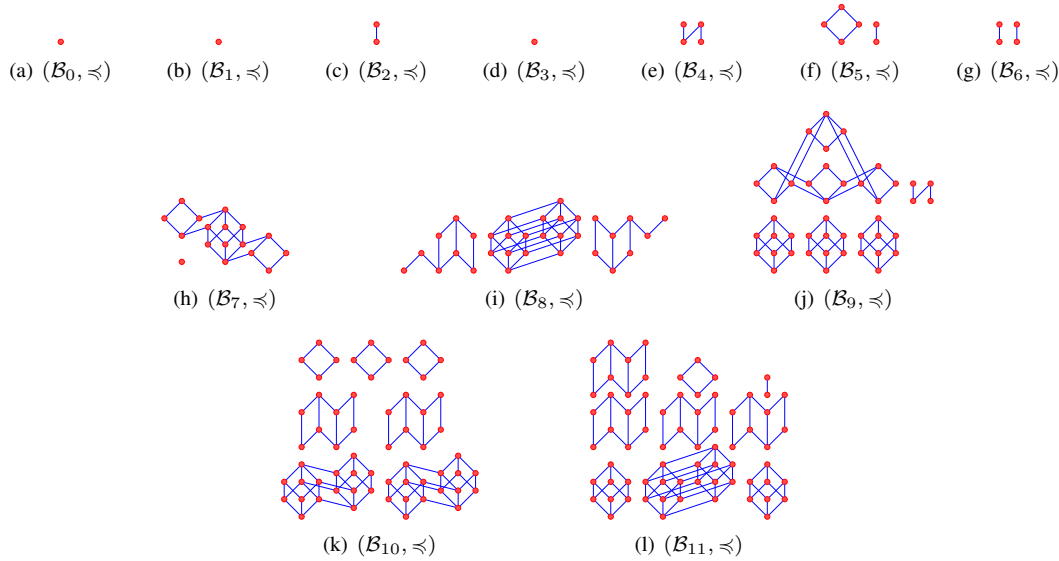 (a) (ℬ₀, ≼) (b) (ℬ₁, ≼) (c) (ℬ₂, ≼) (d) (ℬ₃, ≼) (e) (ℬ₄, ≼) (f) (ℬ₅, ≼) (g) (ℬ₆, ≼)
(h) (ℬ₇, ≼) (i) (ℬ₈, ≼) (j) (ℬ₉, ≼)
(k) (ℬ₁₀, ≼) (l) (ℬ₁₁, ≼)